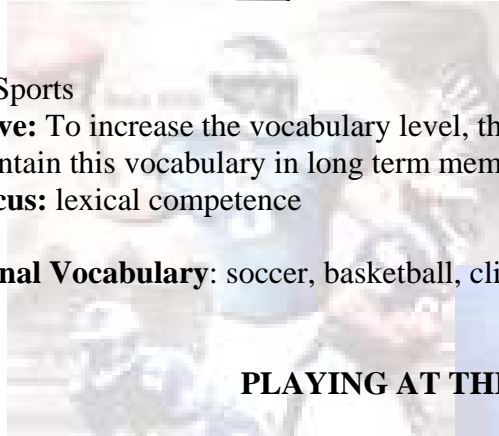 Sports
ve: To increase the vocabulary level, th
ntain this vocabulary in long term mem
cus: lexical competence
nal Vocabulary: soccer, basketball, cli
PLAYING AT TH